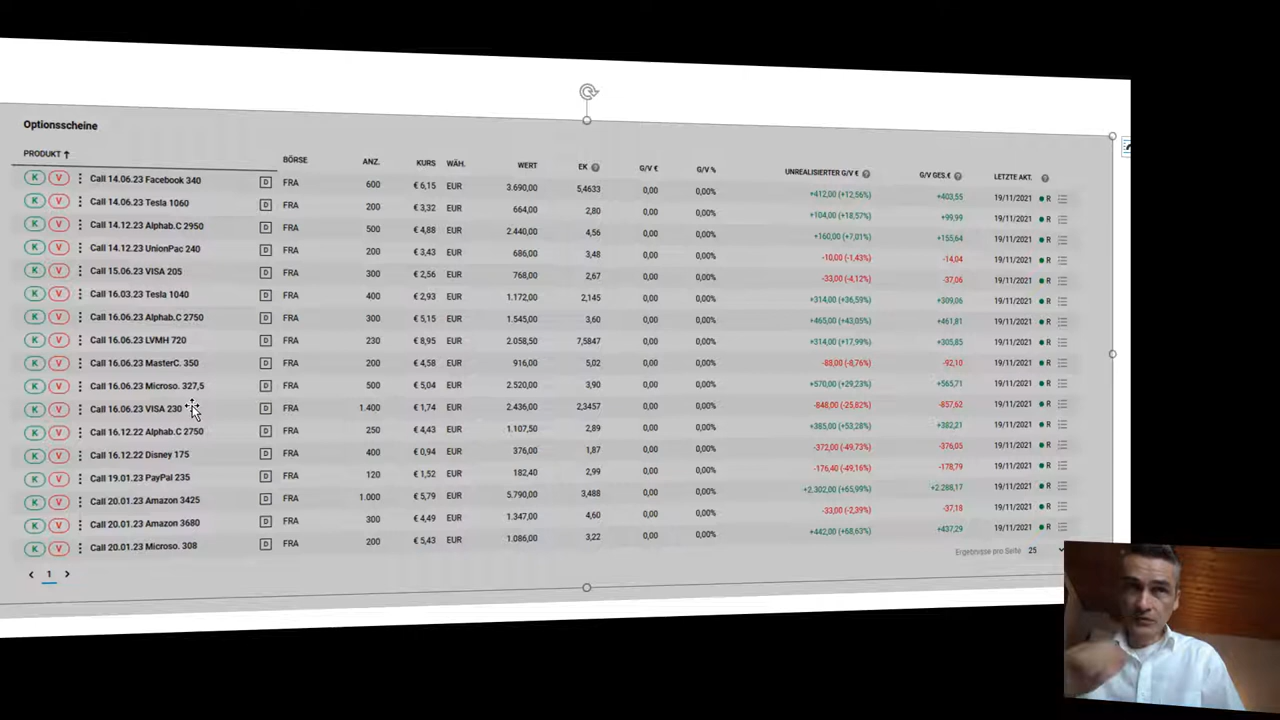 Optionsscheine
PRODUKT BÖRSE ANZ. KURS WÄH. WERT EK G/V € G/V % UNREALISIERTER G/V € G/V GES.€ LETZTE AKT.
K V Call 14.06.23 Facebook 340 D FRA 600 € 6,15 EUR 3.690,00 5,4633 0,00 0,00% +412,00 (+12,56%) +403,55 19/11/2021 R
K V Call 14.06.23 Tesla 1060 D FRA 200 € 3,32 EUR 664,00 2,80 0,00 0,00% +104,00 (+18,57%) +99,99 19/11/2021 R
K V Call 14.12.23 Alphab.C 2950 D FRA 500 € 4,88 EUR 2.440,00 4,56 0,00 0,00% +160,00 (+7,01%) +155,64 19/11/2021 R
K V Call 14.12.23 UnionPac 240 D FRA 200 € 3,43 EUR 686,00 3,48 0,00 0,00% -10,00 (-1,43%) -14,04 19/11/2021 R
K V Call 15.06.23 VISA 205 D FRA 300 € 2,56 EUR 768,00 2,67 0,00 0,00% -33,00 (-4,12%) -37,06 19/11/2021 R
K V Call 16.03.23 Tesla 1040 D FRA 400 € 2,93 EUR 1.172,00 2,145 0,00 0,00% +314,00 (+36,59%) +309,06 19/11/2021 R
K V Call 16.06.23 Alphab.C 2750 D FRA 300 € 5,15 EUR 1.545,00 3,60 0,00 0,00% +465,00 (+43,05%) +461,81 19/11/2021 R
K V Call 16.06.23 LVMH 720 D FRA 230 € 8,95 EUR 2.058,50 7,5847 0,00 0,00% +314,00 (+17,99%) +305,85 19/11/2021 R
K V Call 16.06.23 MasterC. 350 D FRA 200 € 4,58 EUR 916,00 5,02 0,00 0,00% -88,00 (-8,76%) -92,10 19/11/2021 R
K V Call 16.06.23 Microso. 327,5 D FRA 500 € 5,04 EUR 2.520,00 3,90 0,00 0,00% +570,00 (+29,23%) +565,71 19/11/2021 R
K V Call 16.06.23 VISA 230 D FRA 1.400 € 1,74 EUR 2.436,00 2,3457 0,00 0,00% -848,00 (-25,82%) -857,62 19/11/2021 R
K V Call 16.12.22 Alphab.C 2750 D FRA 250 € 4,43 EUR 1.107,50 2,89 0,00 0,00% +385,00 (+53,28%) +382,21 19/11/2021 R
K V Call 16.12.22 Disney 175 D FRA 400 € 0,94 EUR 376,00 1,87 0,00 0,00% -372,00 (-49,73%) -376,05 19/11/2021 R
K V Call 19.01.23 PayPal 235 D FRA 120 € 1,52 EUR 182,40 2,99 0,00 0,00% -176,40 (-49,16%) -178,79 19/11/2021 R
K V Call 20.01.23 Amazon 3425 D FRA 1.000 € 5,79 EUR 5.790,00 3,488 0,00 0,00% +2.302,00 (+65,99%) +2.288,17 19/11/2021 R
K V Call 20.01.23 Amazon 3680 D FRA 300 € 4,49 EUR 1.347,00 4,60 0,00 0,00% -33,00 (-2,39%) -37,18 19/11/2021 R
K V Call 20.01.23 Microso. 308 D FRA 200 € 5,43 EUR 1.086,00 3,22 0,00 0,00% +442,00 (+68,63%) +437,29 19/11/2021 R
1 Ergebnisse pro Seite 25